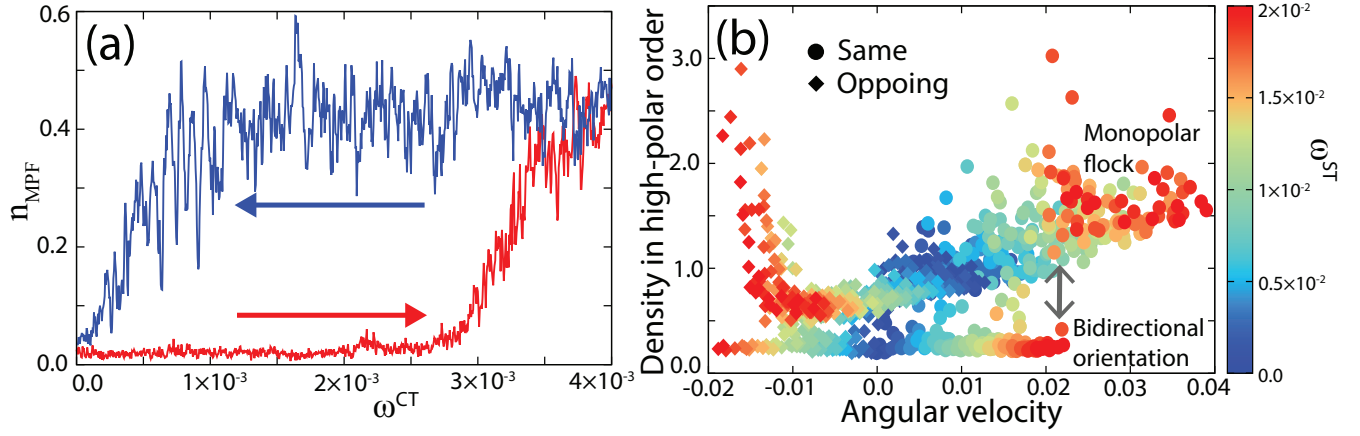 (a)
0.6
0.4
0.2
0.0
n_MPF
0.0
1×10⁻³
2×10⁻³
3×10⁻³
4×10⁻³
ω^CT
(b)
Same
Oppoing
Monopolar
flock
Bidirectional
orientation
3.0
2.0
1.0
0.0
Density in high-polar order
-0.02
-0.01
0.0
0.01
0.02
0.03
0.04
Angular velocity
2×10⁻²
1.5×10⁻²
1×10⁻²
0.5×10⁻²
0.0
ω^ST